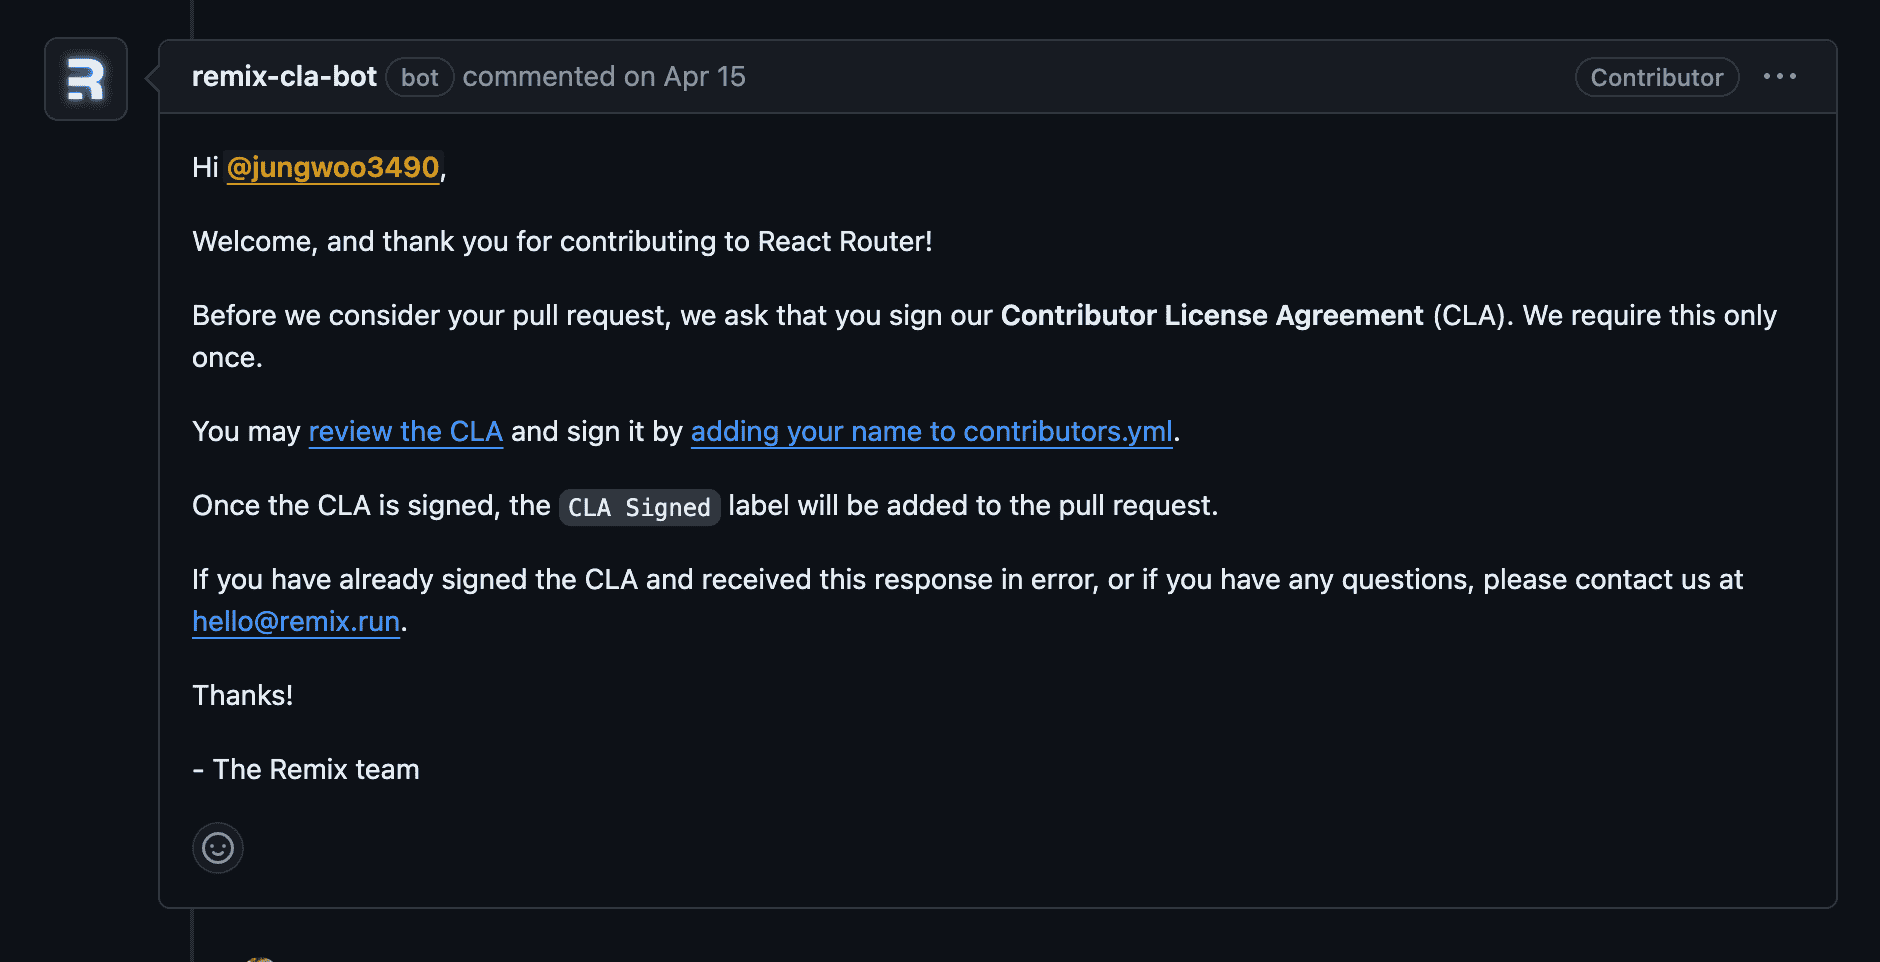 remix-cla-bot bot commented on Apr 15 Contributor
Hi @jungwoo3490,
Welcome, and thank you for contributing to React Router!
Before we consider your pull request, we ask that you sign our Contributor License Agreement (CLA). We require this only
once.
You may review the CLA and sign it by adding your name to contributors.yml.
Once the CLA is signed, the CLA Signed label will be added to the pull request.
If you have already signed the CLA and received this response in error, or if you have any questions, please contact us at
hello@remix.run.
Thanks!
- The Remix team